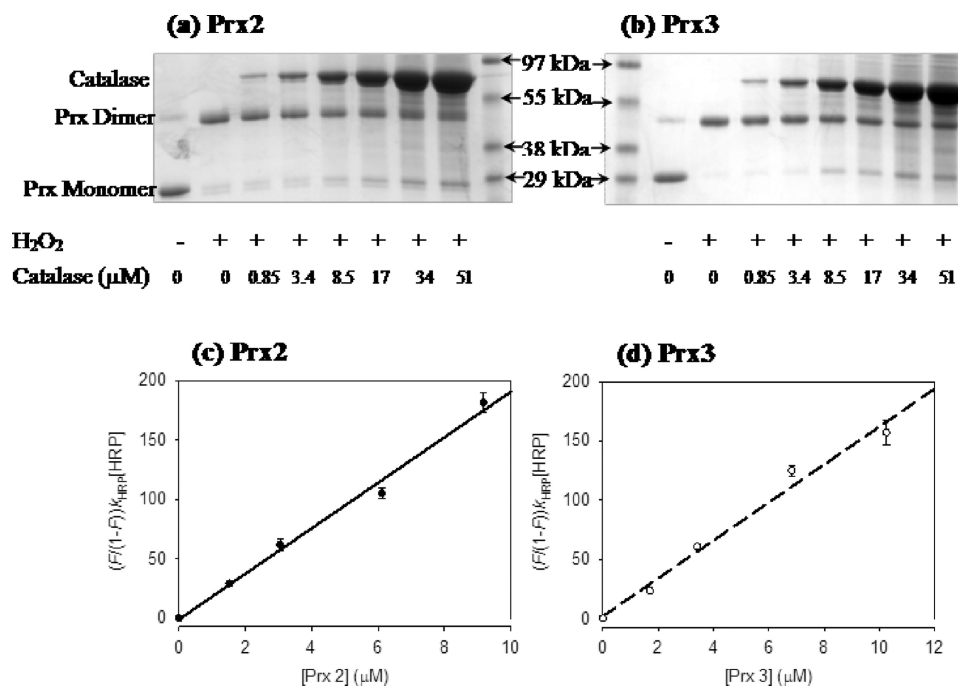 (a) Prx2
(b) Prx3
Catalase
Prx Dimer
Prx Monomer
97 kDa
55 kDa
38 kDa
29 kDa
H₂O₂ - + + + + + + + - + + + + + + +
Catalase (μM) 0 0 0.85 3.4 8.5 17 34 51 0 0 0.85 3.4 8.5 17 34 51
(c) Prx2
(F/(1-F))k_HRP[HRP]
200
150
100
50
0
0 2 4 6 8 10
[Prx 2] (μM)
(d) Prx3
(F/(1-F))k_HRP[HRP]
200
150
100
50
0
0 2 4 6 8 10 12
[Prx 3] (μM)